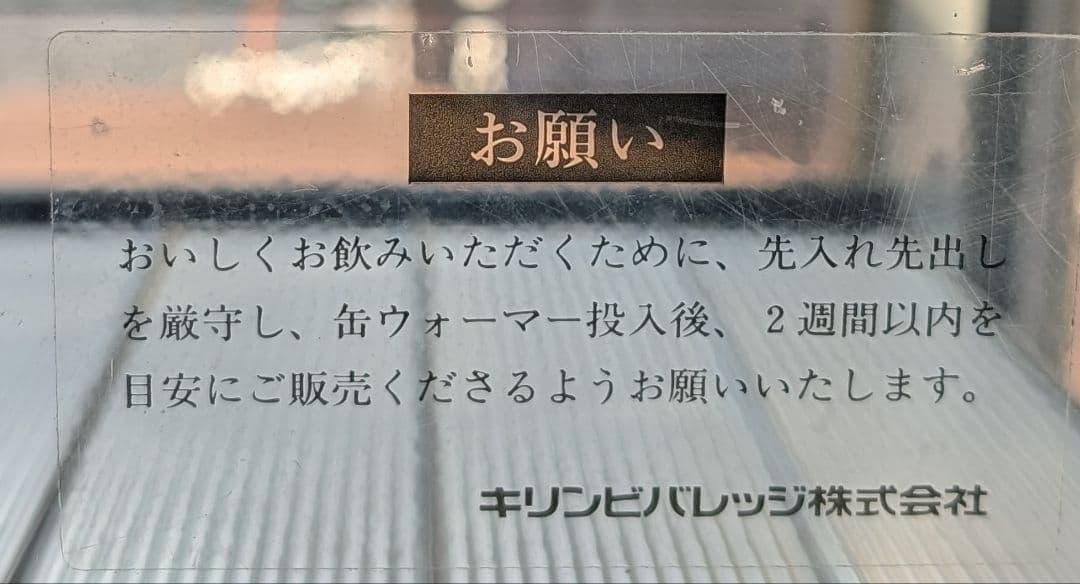 お願い
おいしくお飲みいただくために、先入れ先出し
を厳守し、缶ウォーマー投入後、２週間以内を
目安にご販売くださるようお願いいたします。
キリンビバレッジ株式会社